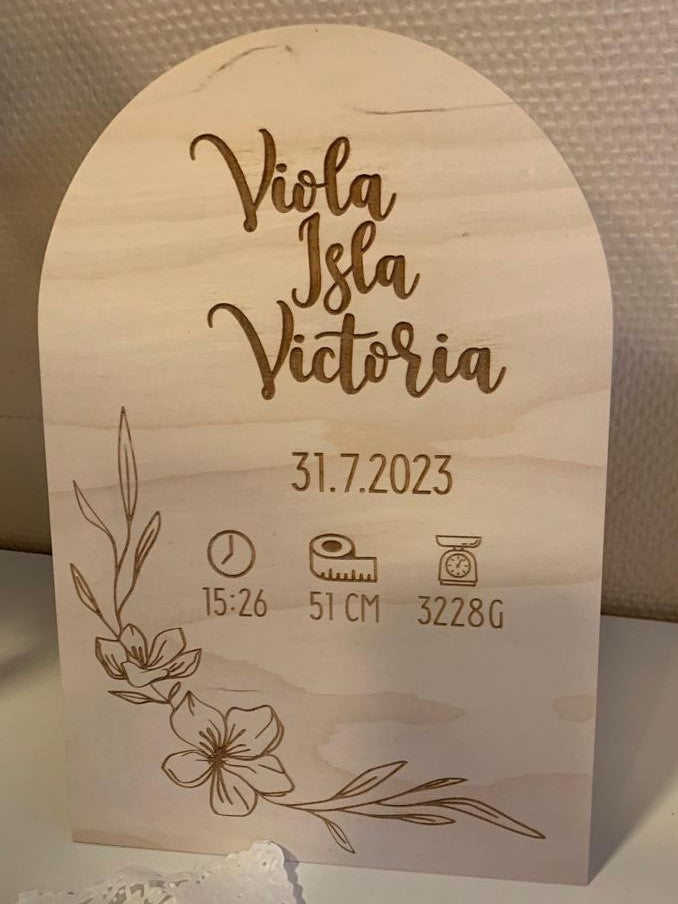 Viola
Isla
Victoria
31.7.2023
15:26 51 CM 3228G